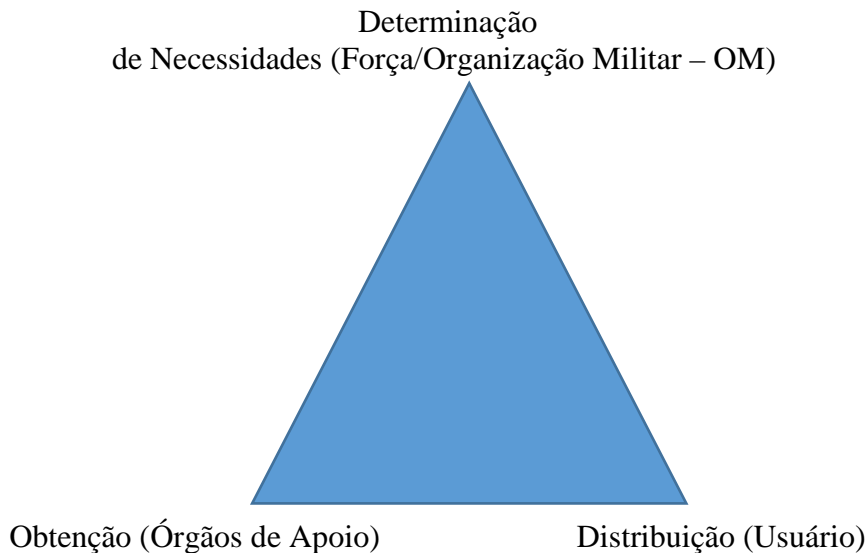 Determinação
de Necessidades (Força/Organização Militar – OM)
Obtenção (Órgãos de Apoio)
Distribuição (Usuário)